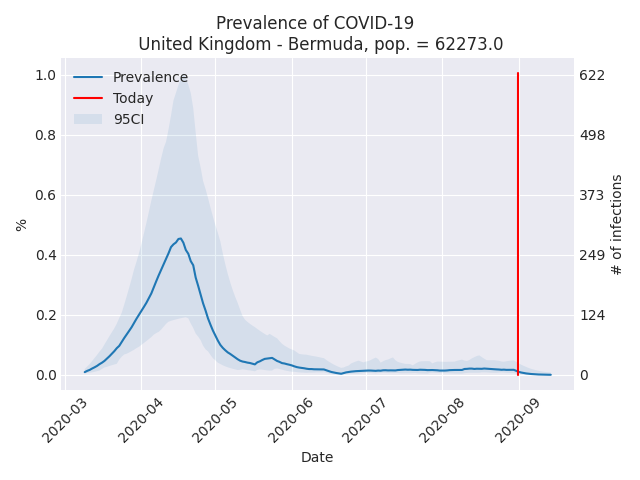 Prevalence of COVID-19
United Kingdom - Bermuda, pop. = 62273.0
Prevalence
Today
95CI
1.0
0.8
0.6
0.4
0.2
0.0
%
622
498
373
249
124
0
# of infections
2020-03
2020-04
2020-05
2020-06
2020-07
2020-08
2020-09
Date